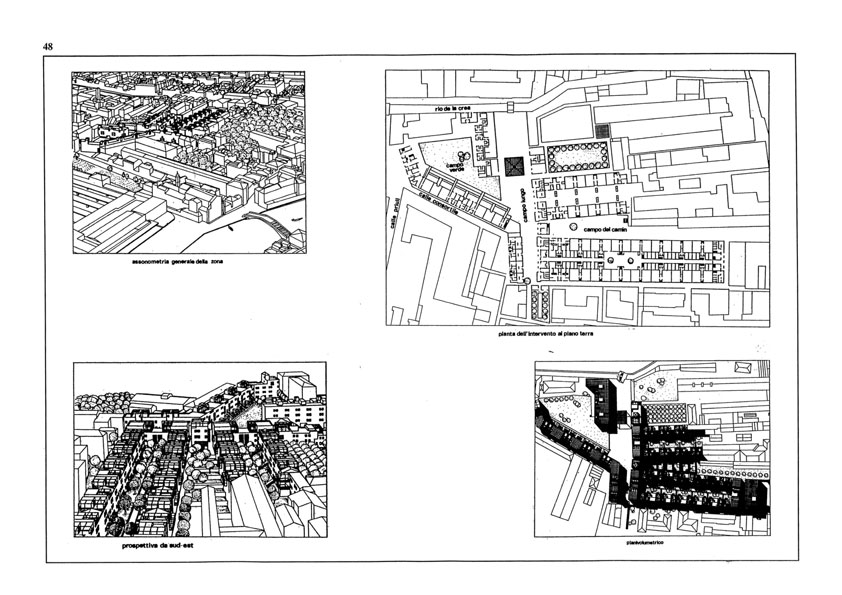 48
assonometria generale della zona
rio de la crea
campo
verde
calle priuli
calle colonnette
campo lungo
campo del camin
pianta dell'intervento al piano terra
prospettiva da sud-est
planivolumetrico